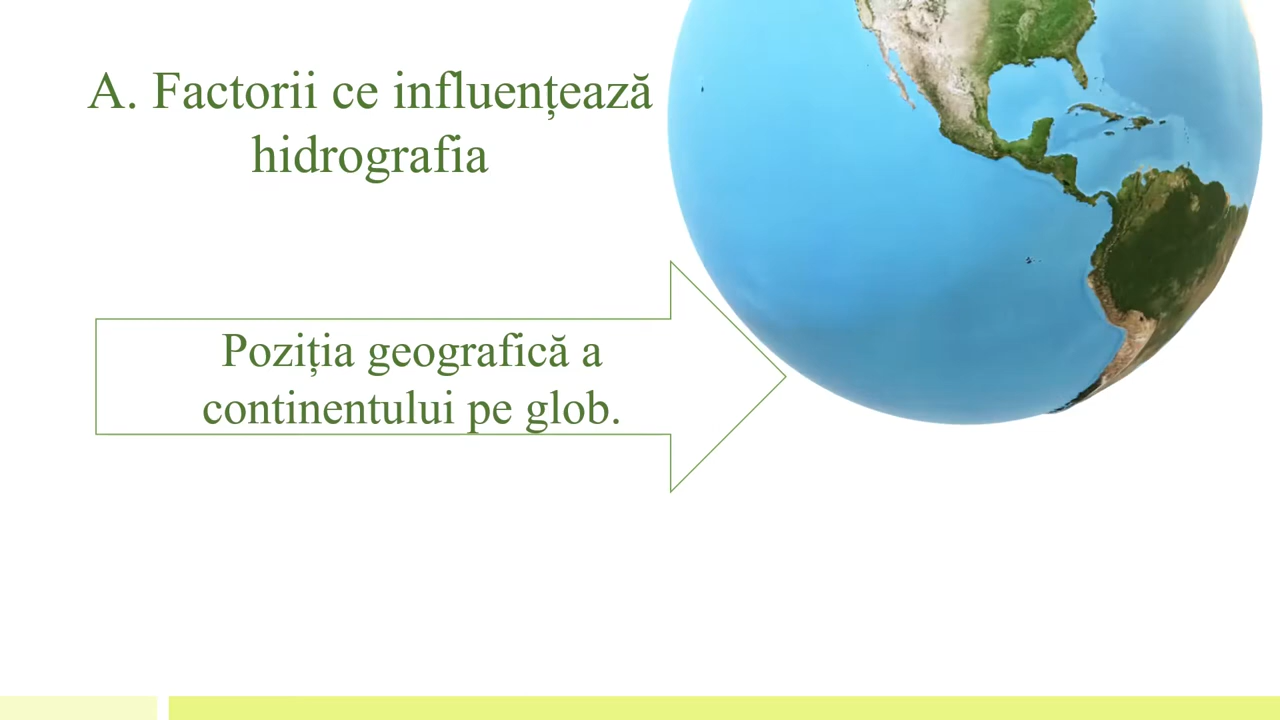 A. Factorii ce influențează
hidrografia
Poziția geografică a
continentului pe glob.